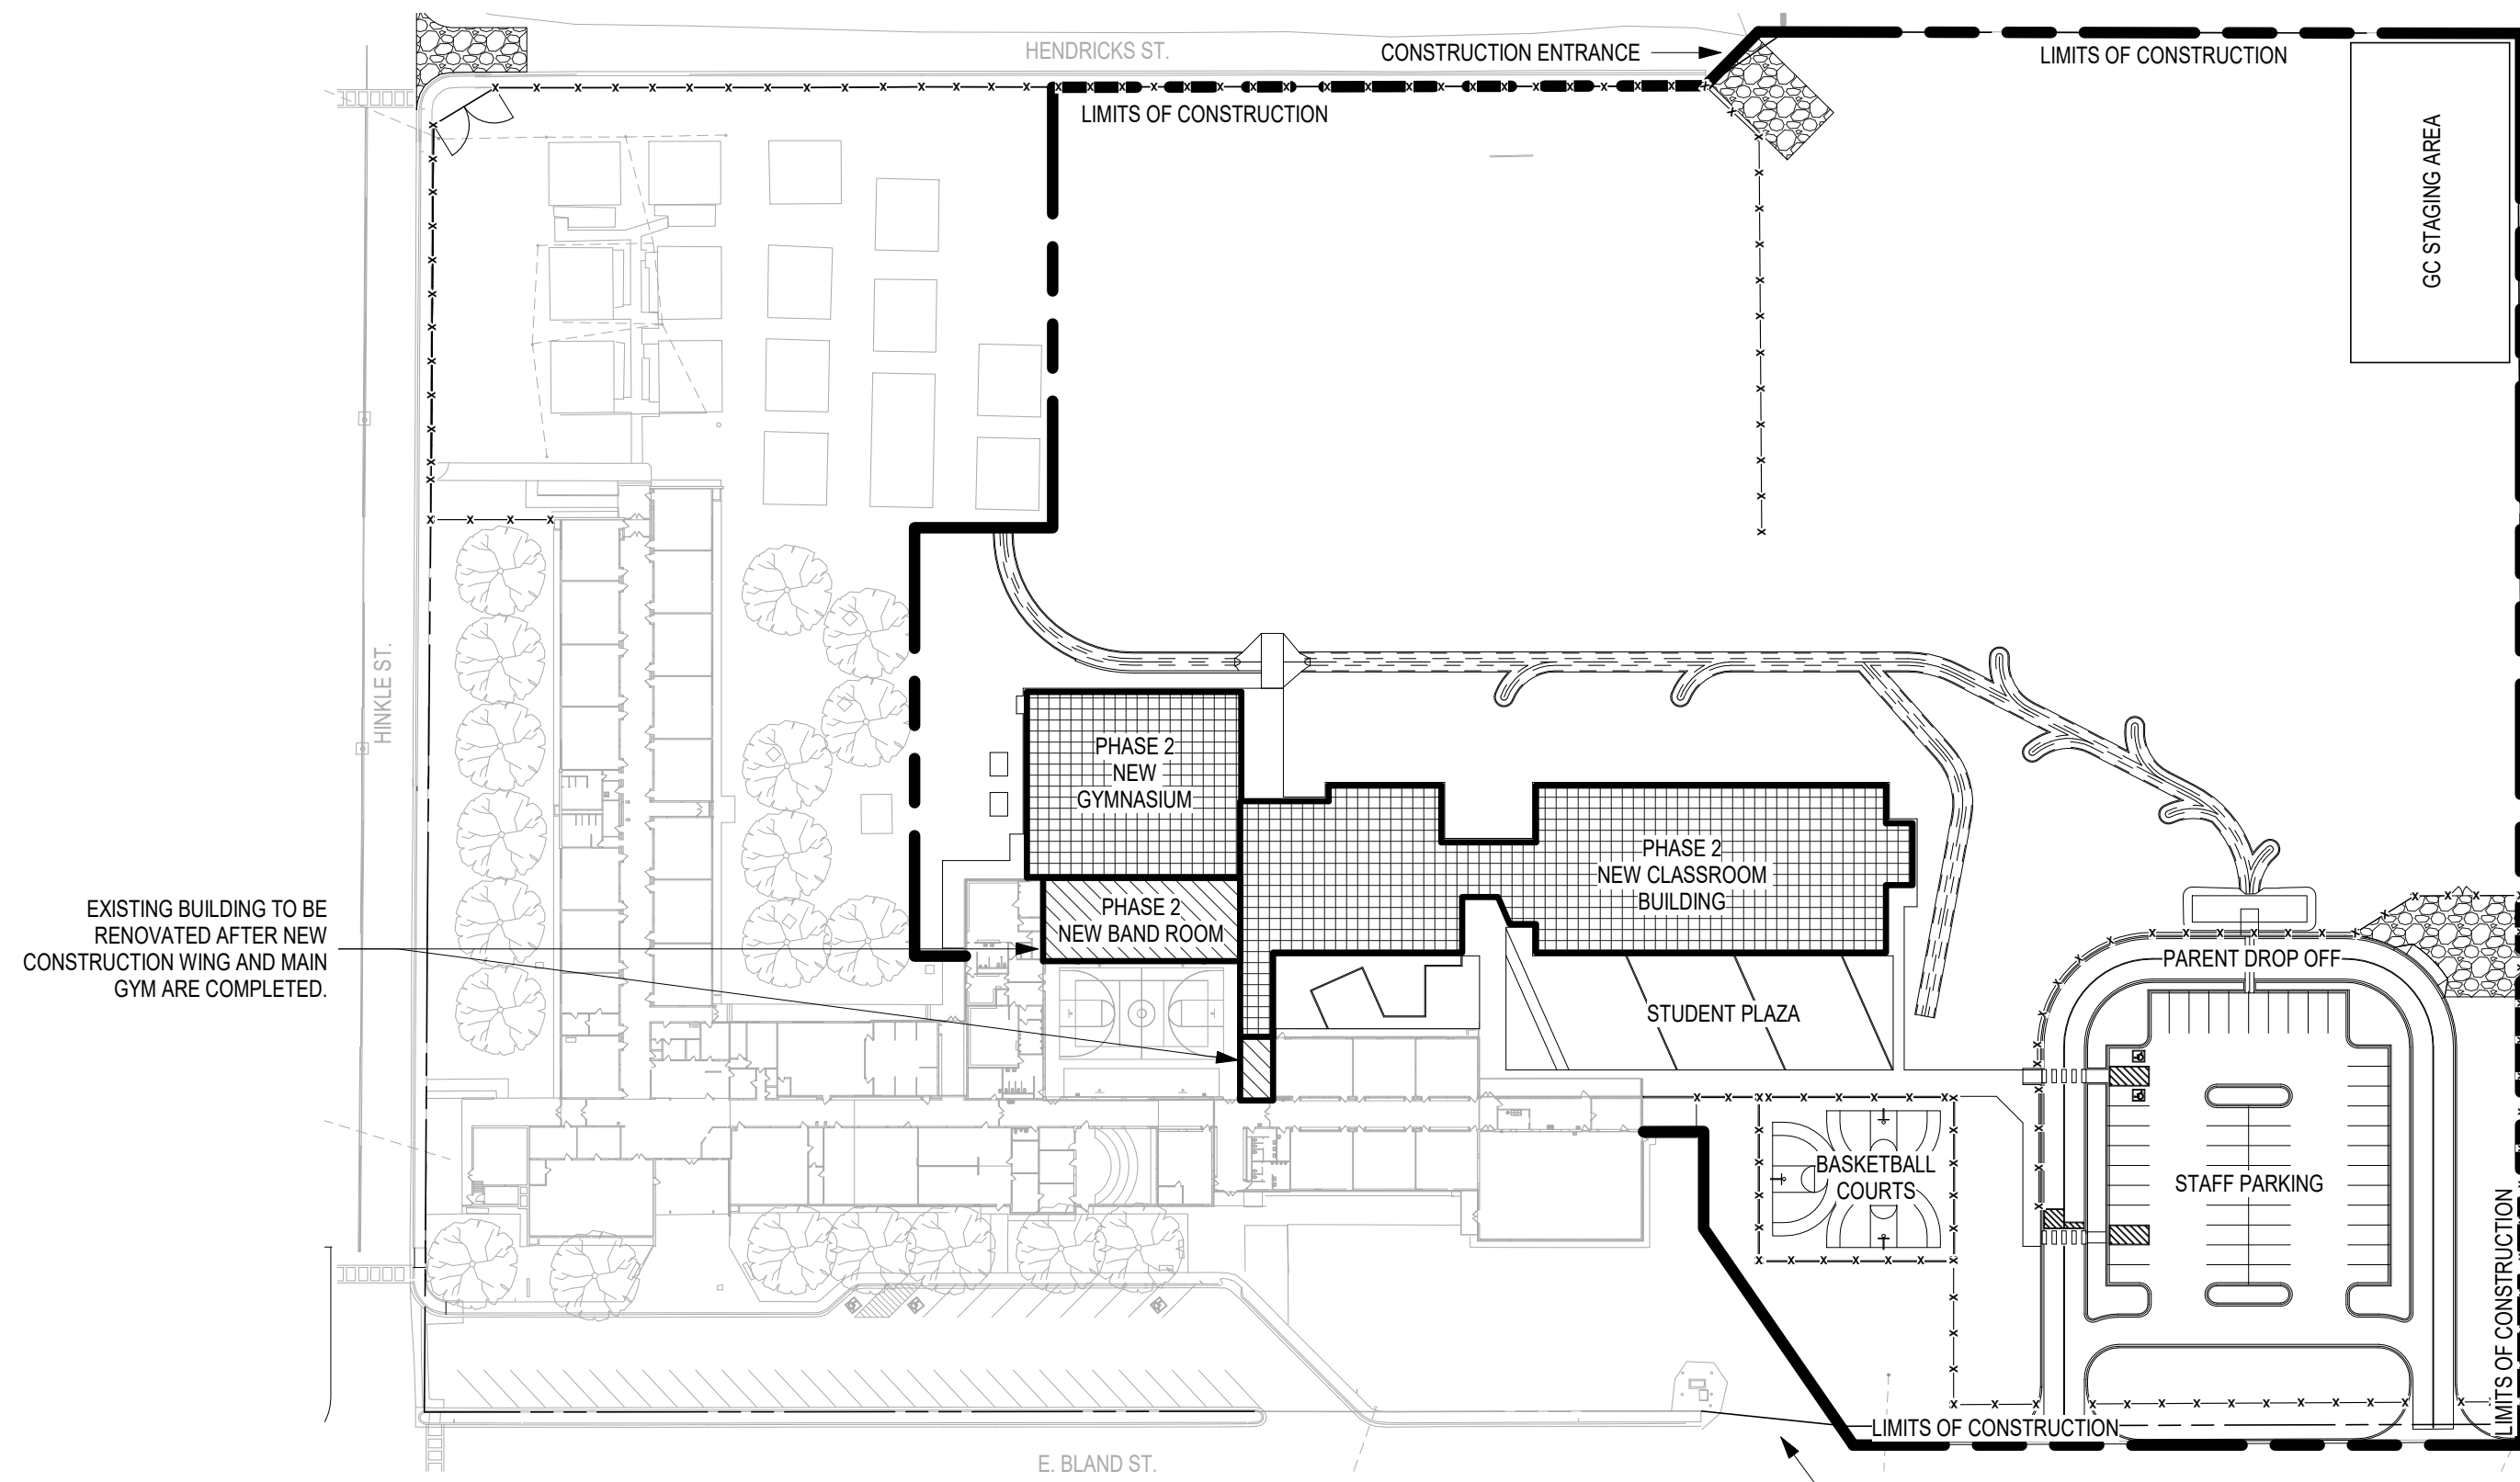 HENDRICKS ST.
CONSTRUCTION ENTRANCE
LIMITS OF CONSTRUCTION
LIMITS OF CONSTRUCTION
GC STAGING AREA
HINKLE ST.
PHASE 2
NEW
GYMNASIUM
PHASE 2
NEW CLASSROOM
BUILDING
PHASE 2
NEW BAND ROOM
EXISTING BUILDING TO BE
RENOVATED AFTER NEW
CONSTRUCTION WING AND MAIN
GYM ARE COMPLETED.
PARENT DROP OFF
STUDENT PLAZA
BASKETBALL
COURTS
STAFF PARKING
LIMITS OF CONSTRUCTION
LIMITS OF CONSTRUCTION
E. BLAND ST.